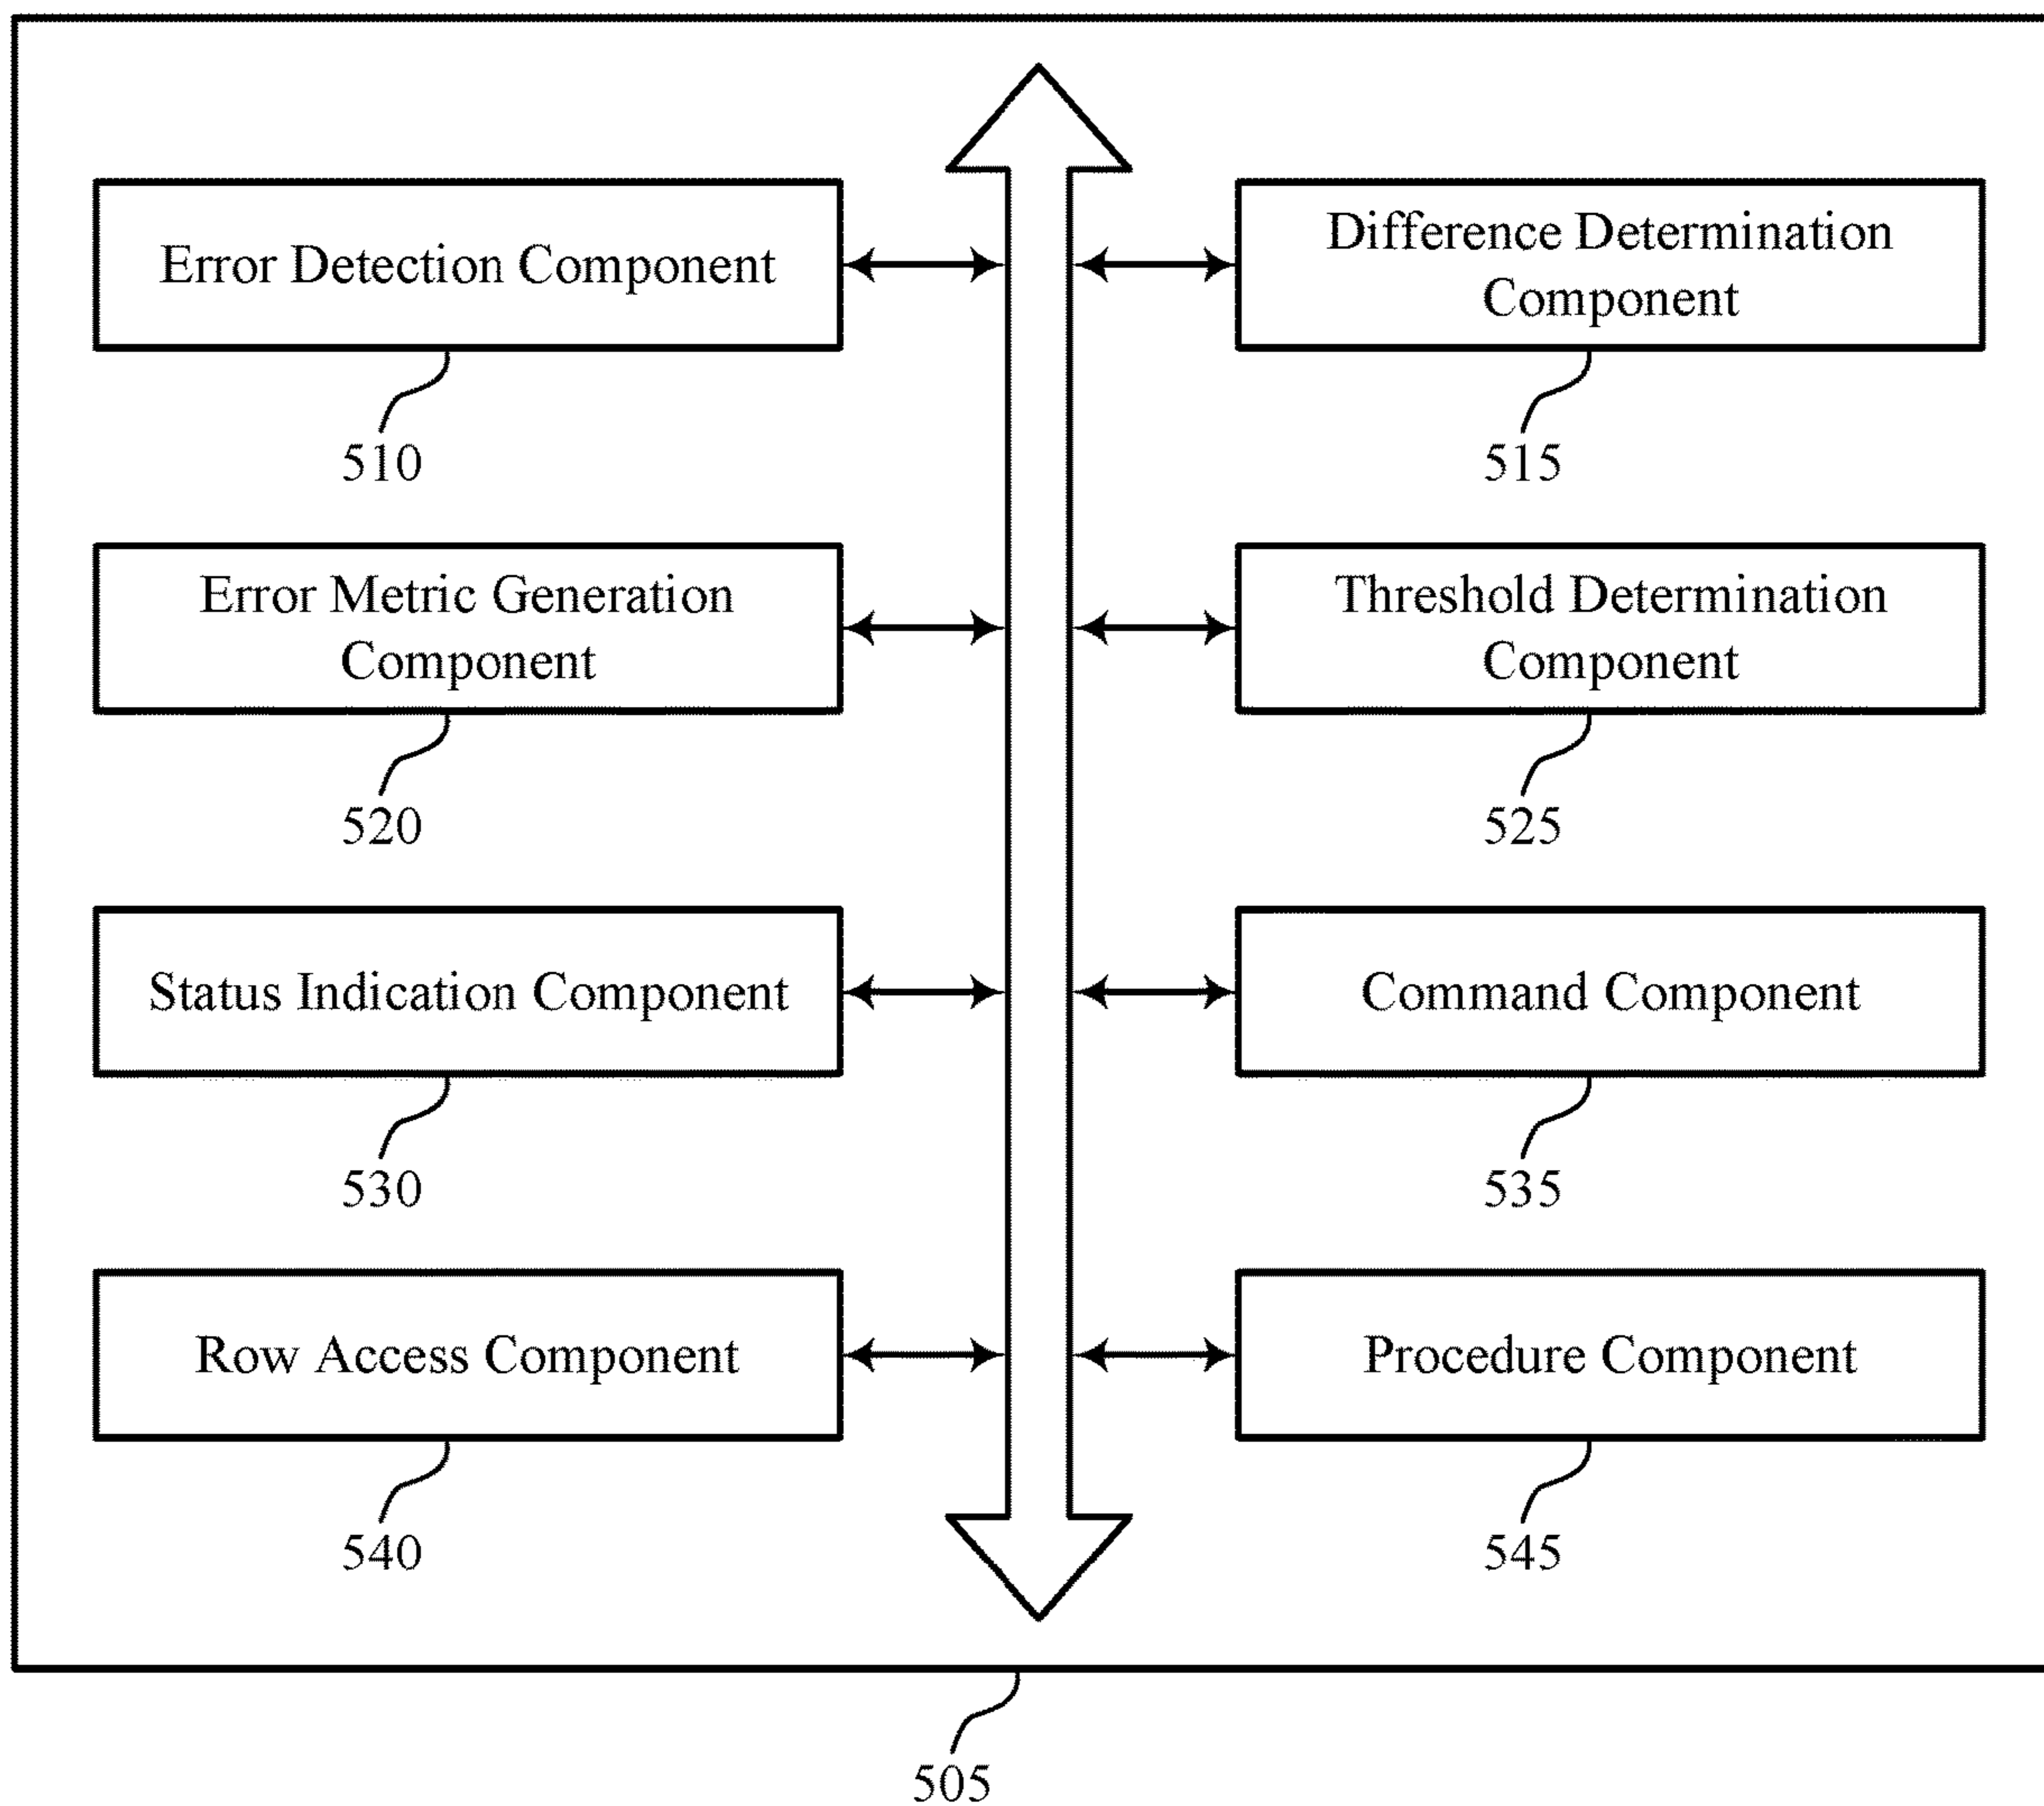 Error Detection Component
510
Difference Determination
Component
515
Error Metric Generation
Component
520
Threshold Determination
Component
525
Status Indication Component
530
Command Component
535
Row Access Component
540
Procedure Component
545
505